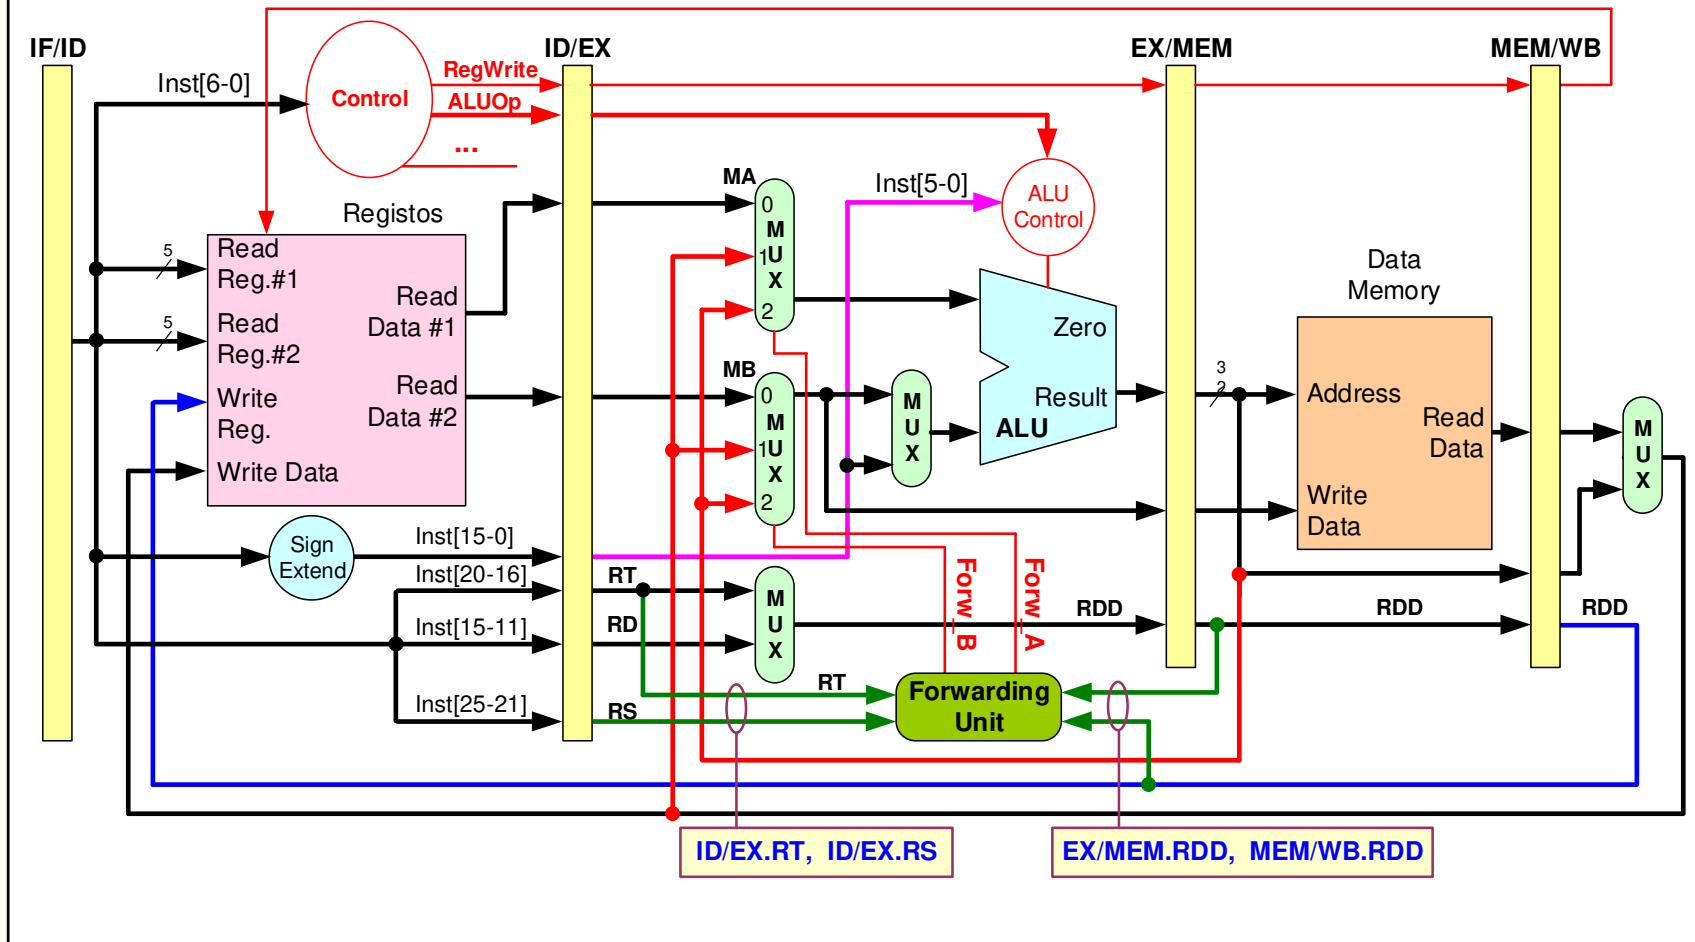 IF/ID
ID/EX
EX/MEM
MEM/WB
Inst[6-0]
Control
RegWrite
ALUOp
...
MA
Inst[5-0]
ALU
Control
0
M
1U
X
2
Registos
5
Read
Reg.#1
Read
Data #1
5
Read
Reg.#2
Read
Data #2
Write
Reg.
Write Data
MB
0
M
1U
X
2
M
U
X
Zero
Result
ALU
3
2
Data
Memory
Address
Read
Data
Write
Data
M
U
X
Sign
Extend
Inst[15-0]
Inst[20-16]
RT
Inst[15-11]
RD
M
U
X
Forw_B
Forw_A
RDD
RDD
RDD
Inst[25-21]
RS
RT
Forwarding
Unit
ID/EX.RT, ID/EX.RS
EX/MEM.RDD, MEM/WB.RDD